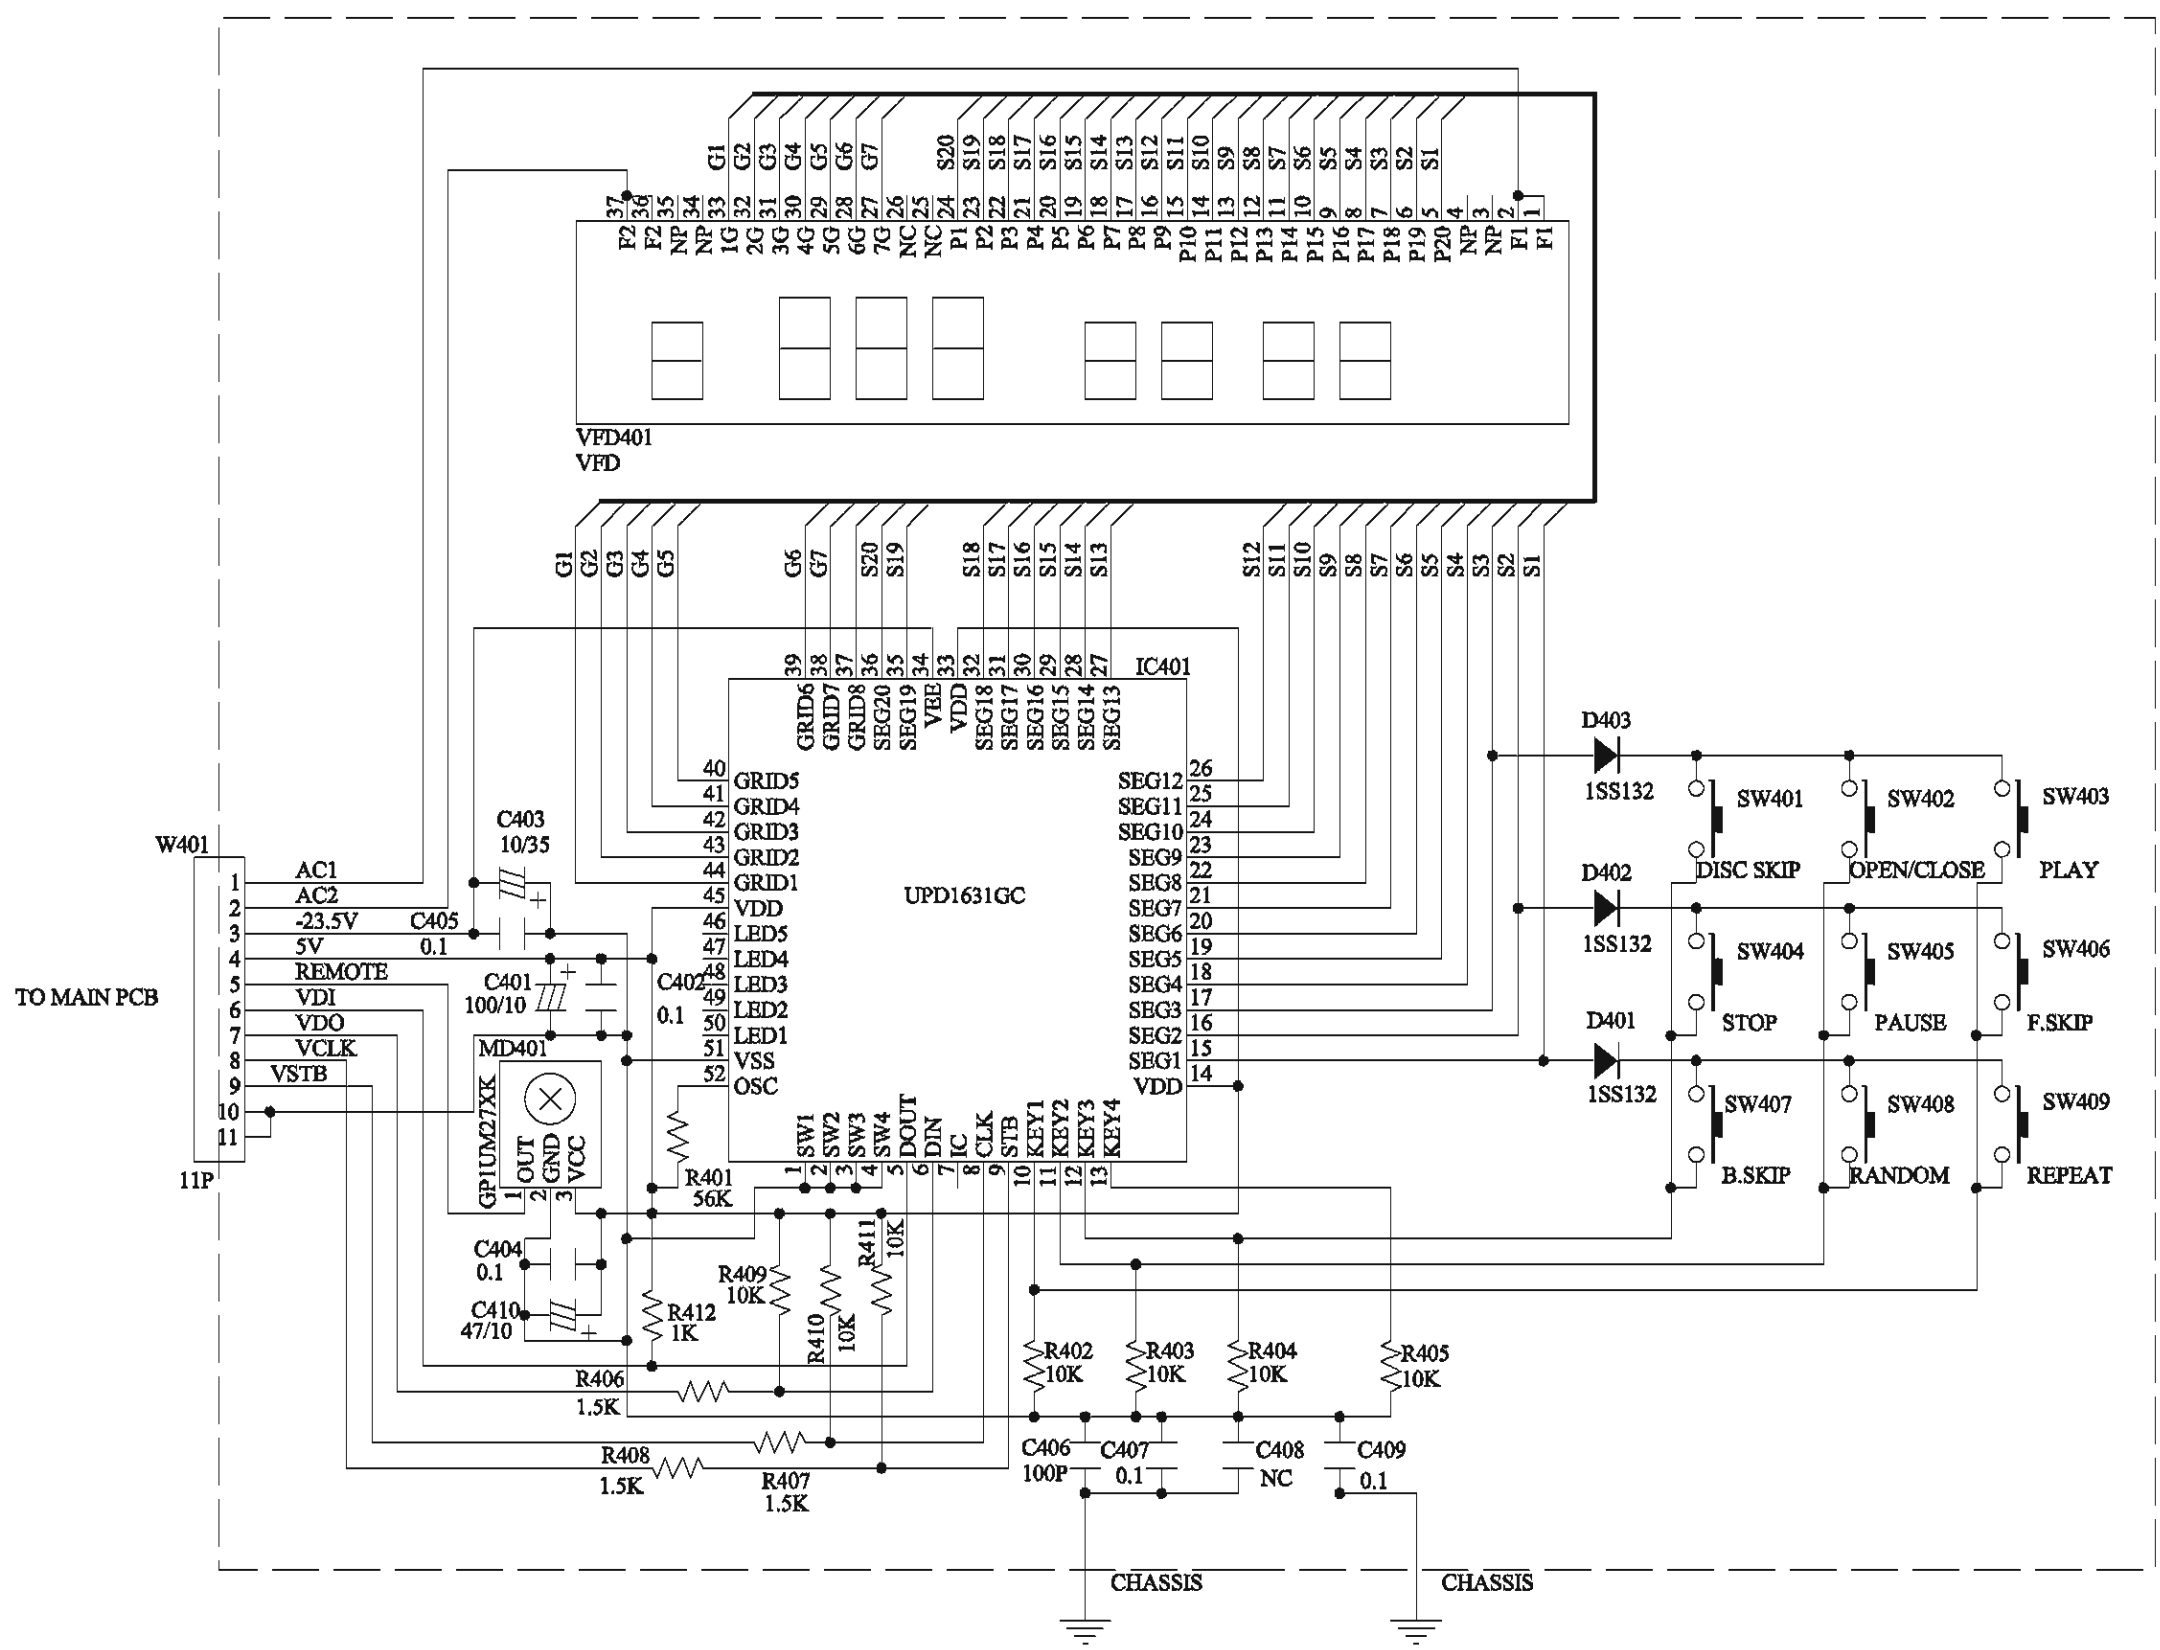 G1 G2 G3 G4 G5 G6 G7 S20 S19 S18 S17 S16 S15 S14 S13 S12 S11 S10 S9 S8 S7 S6 S5 S4 S3 S2 S1
37 36 35 34 33 32 31 30 29 28 27 26 25 24 23 22 21 20 19 18 17 16 15 14 13 12 11 10 9 8 7 6 5 4 3 2 1
F2 F2 NP NP 1G 2G 3G 4G 5G 6G 7G NC NC P1 P2 P3 P4 P5 P6 P7 P8 P9 P10 P11 P12 P13 P14 P15 P16 P17 P18 P19 P20 NP NP F1 F1
VFD401
VFD
G1 G2 G3 G4 G5 G6 G7 S20 S19 S18 S17 S16 S15 S14 S13 S12 S11 S10 S9 S8 S7 S6 S5 S4 S3 S2 S1
39 38 37 36 35 34 33 32 31 30 29 28 27
IC401
GRID6 GRID7 GRID8 SEG20 SEG19 VEE VDD SEG18 SEG17 SEG16 SEG15 SEG14 SEG13
40 GRID5
41 GRID4
42 GRID3
43 GRID2
44 GRID1
45 VDD
46 LED5
47 LED4
48 LED3
49 LED2
50 LED1
51 VSS
52 OSC
UPD1631GC
SEG12 26
SEG11 25
SEG10 24
SEG9 23
SEG8 22
SEG7 21
SEG6 20
SEG5 19
SEG4 18
SEG3 17
SEG2 16
SEG1 15
VDD 14
SW1 SW2 SW3 SW4 DOUT DIN IC CLK STB KEY1 KEY2 KEY3 KEY4
1 2 3 4 5 6 7 8 9 10 11 12 13
D403
1SS132
SW401
DISC SKIP
SW402
OPEN/CLOSE
SW403
PLAY
D402
1SS132
SW404
STOP
SW405
PAUSE
SW406
F.SKIP
D401
1SS132
SW407
B.SKIP
SW408
RANDOM
SW409
REPEAT
TO MAIN PCB
W401
1 AC1
2 AC2
3 -23.5V
4 5V
5 REMOTE
6 VDI
7 VDO
8 VCLK
9 VSTB
10
11
11P
C403
10/35
C405
0.1
C401
100/10
C402
0.1
MD401
GP1UM27XK
OUT GND VCC
1 2 3
R401
56K
C404
0.1
C410
47/10
R412
1K
R409
10K
R410
10K
R411
10K
R406
1.5K
R408
1.5K
R407
1.5K
R402
10K
R403
10K
R404
10K
R405
10K
C406
100P
C407
0.1
C408
NC
C409
0.1
CHASSIS
CHASSIS